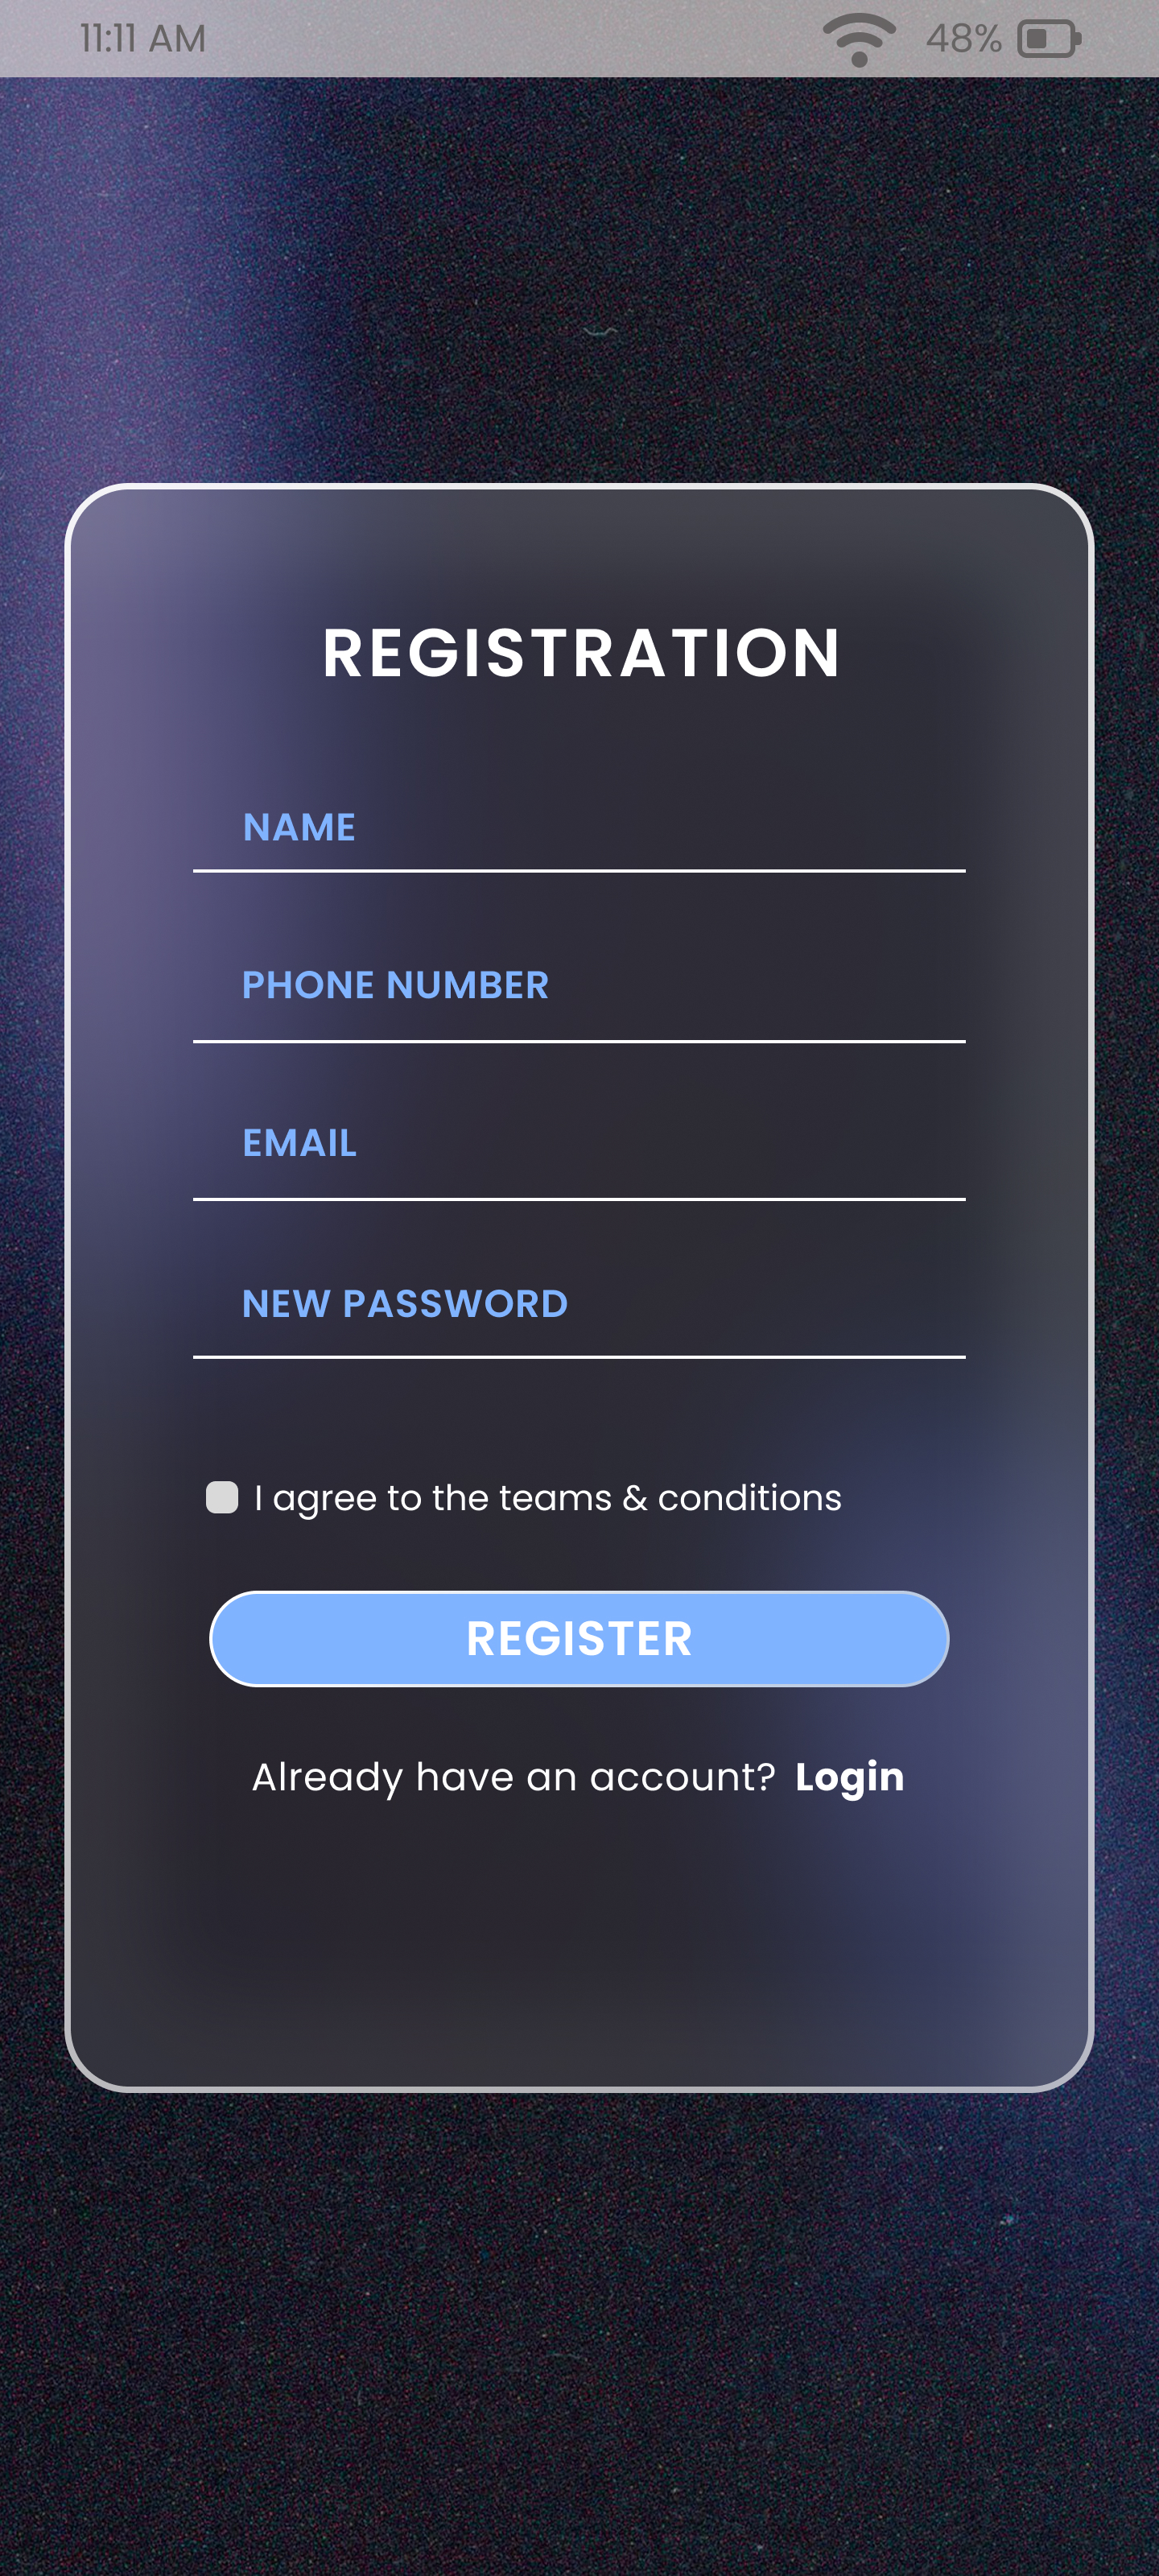 11:11 AM 48%
REGISTRATION
NAME
PHONE NUMBER
EMAIL
NEW PASSWORD
I agree to the teams & conditions
REGISTER
Already have an account? Login